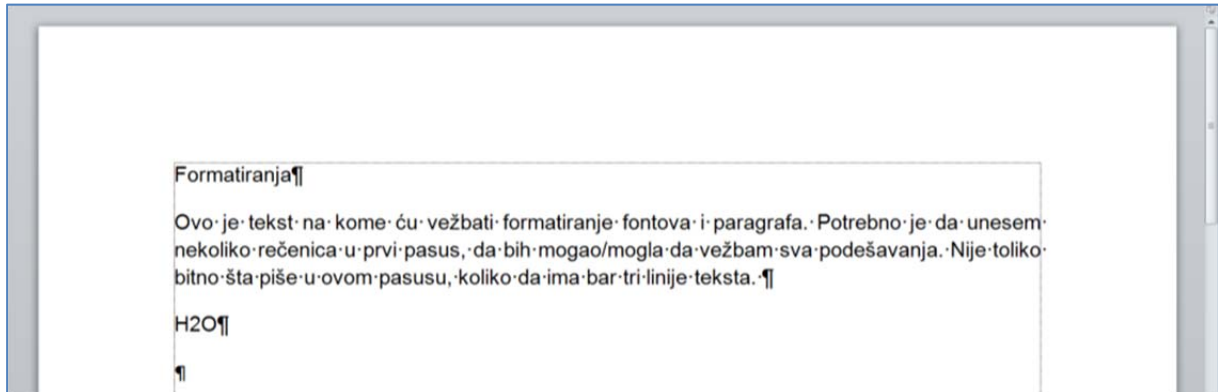 Formatiranja¶
Ovo·je·tekst·na·kome·ću·vežbati·formatiranje·fontova·i·paragrafa.·Potrebno·je·da·unesem·
nekoliko·rečenica·u·prvi·pasus,·da·bih·mogao/mogla·da·vežbam·sva·podešavanja.·Nije·toliko·
bitno·šta·piše·u·ovom·pasusu,·koliko·da·ima·bar·tri·linije·teksta.·¶
H2O¶
¶